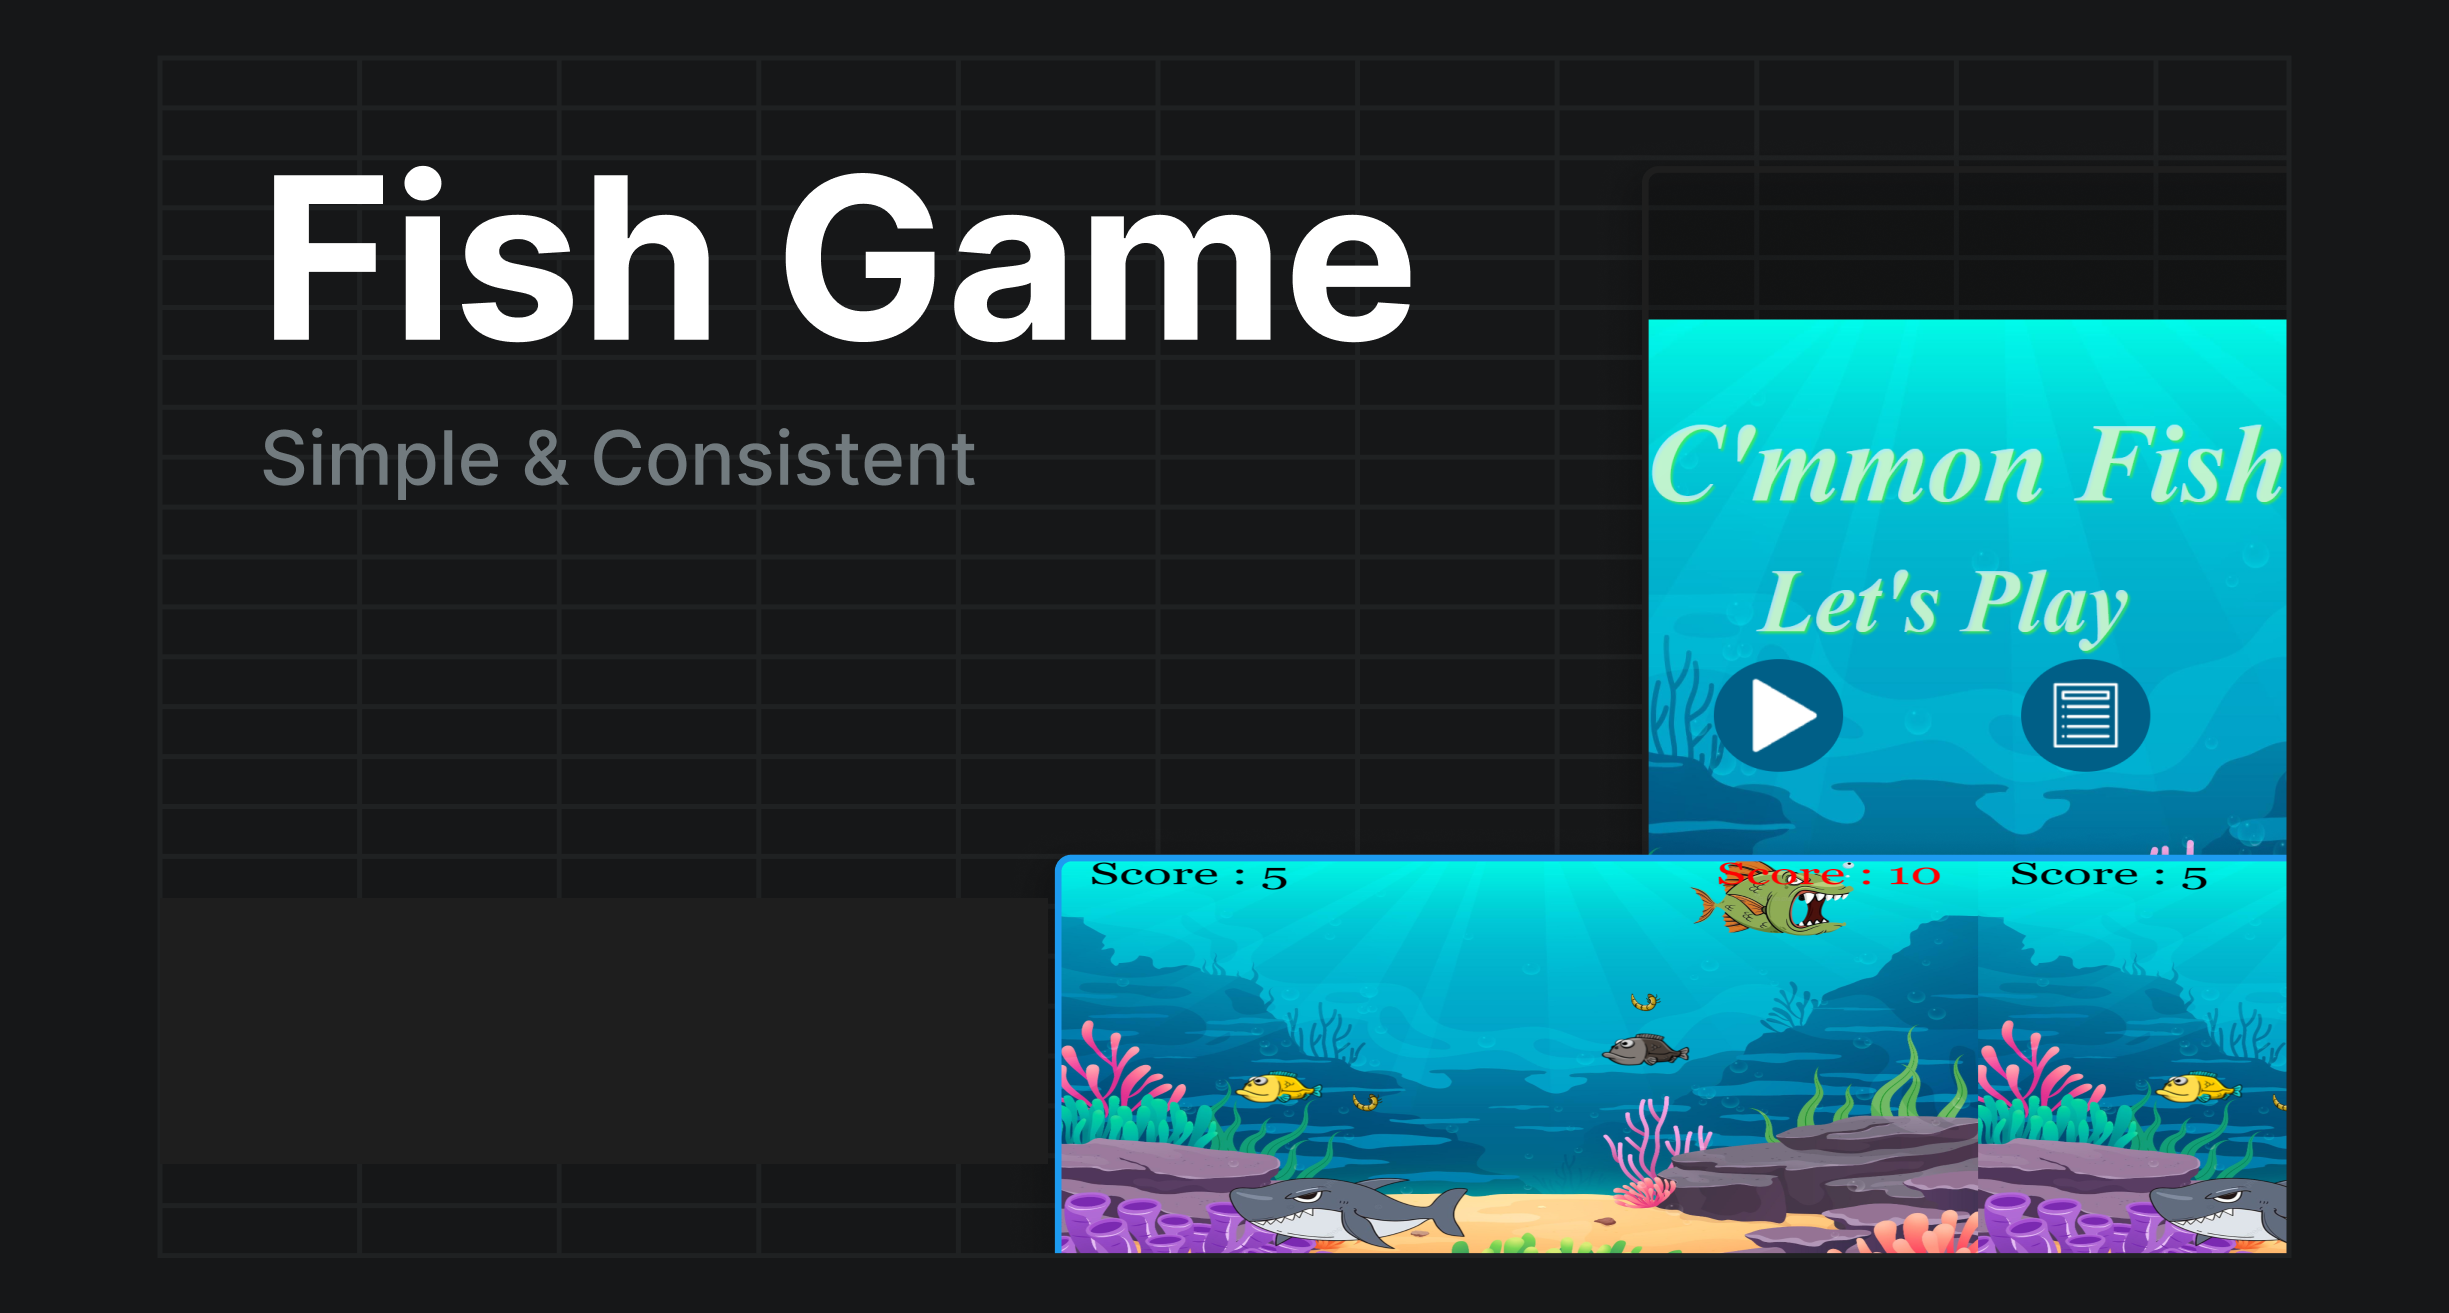 Fish Game
Simple & Consistent
C'mmon Fish
Let's Play
Score : 5
Score : 10
Score : 5